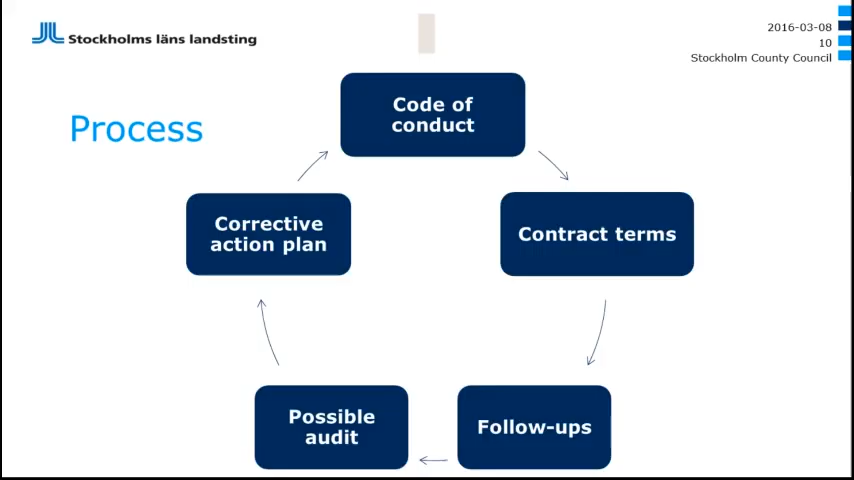 Stockholms läns landsting
2016-03-08
10
Stockholm County Council
Process
Code of
conduct
Contract terms
Follow-ups
Possible
audit
Corrective
action plan